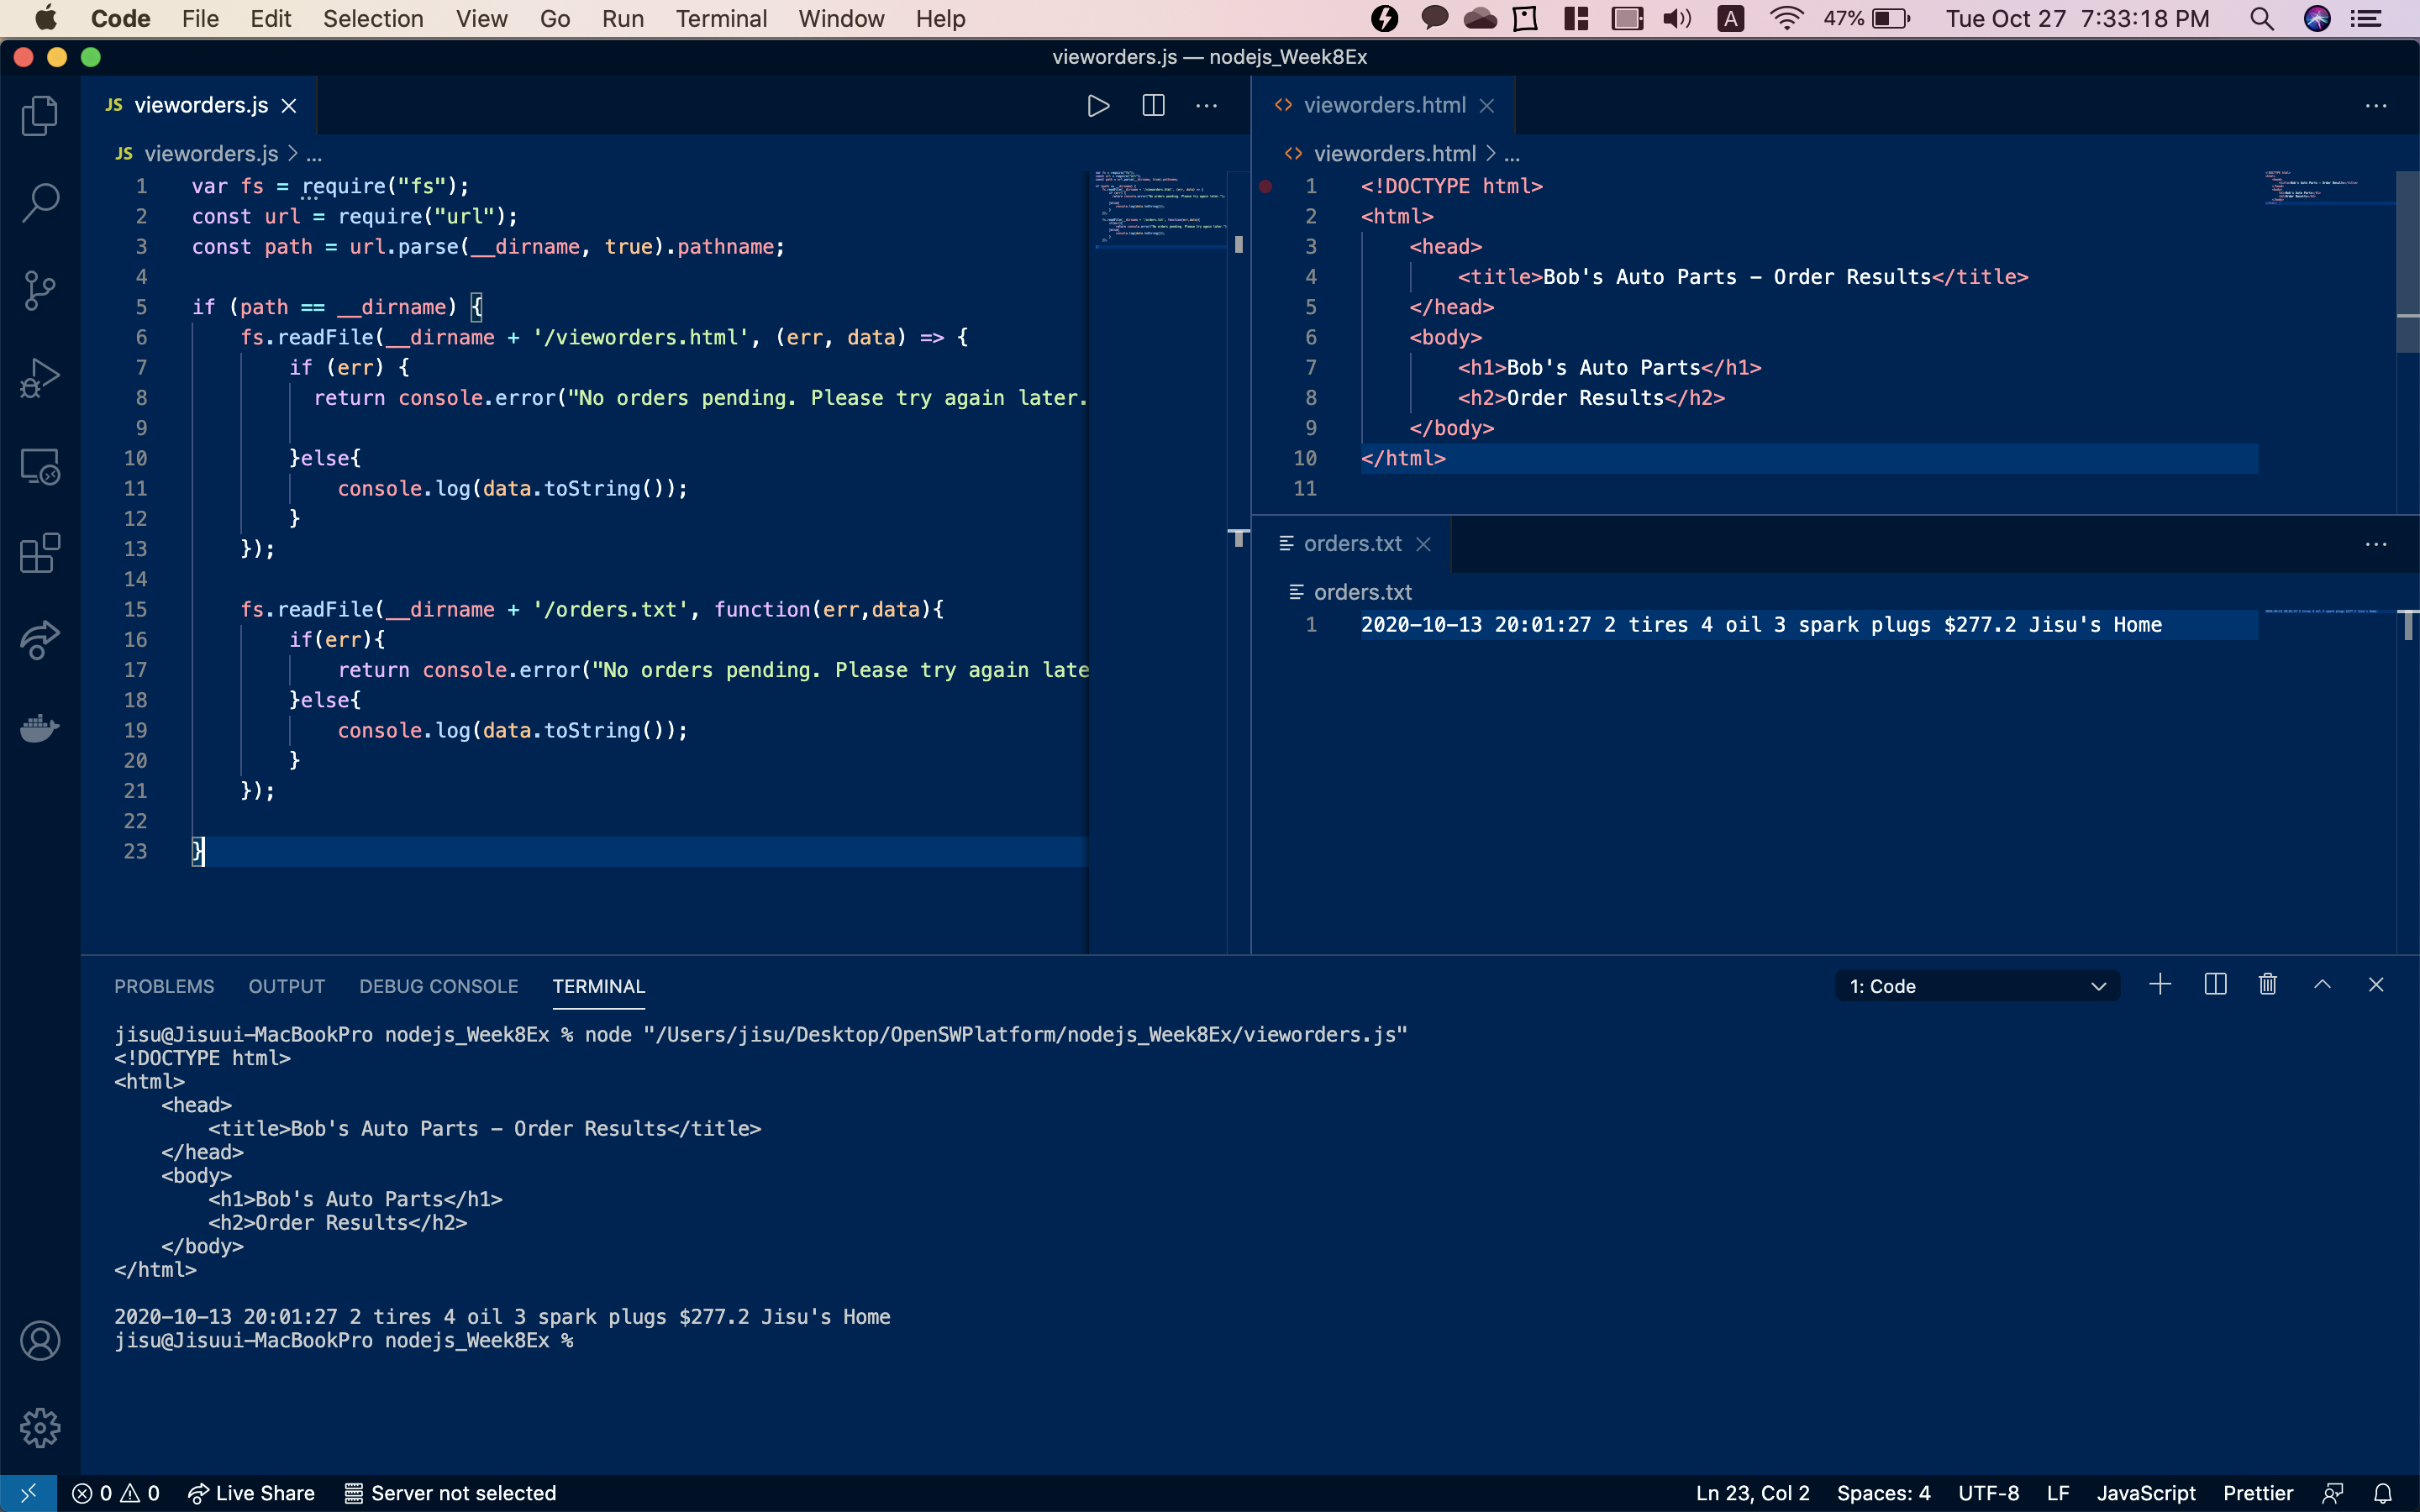 Code File Edit Selection View Go Run Terminal Window Help A 47% Tue Oct 27 7:33:18 PM
vieworders.js — nodejs_Week8Ex
JS vieworders.js
JS vieworders.js > ...
1 var fs = require("fs");
2 const url = require("url");
3 const path = url.parse(__dirname, true).pathname;
4
5 if (path == __dirname) {
6 fs.readFile(__dirname + '/vieworders.html', (err, data) => {
7 if (err) {
8 return console.error("No orders pending. Please try again later.
9
10 }else{
11 console.log(data.toString());
12 }
13 });
14
15 fs.readFile(__dirname + '/orders.txt', function(err,data){
16 if(err){
17 return console.error("No orders pending. Please try again late
18 }else{
19 console.log(data.toString());
20 }
21 });
22
23 }
<> vieworders.html
<> vieworders.html > ...
1 <!DOCTYPE html>
2 <html>
3 <head>
4 <title>Bob's Auto Parts - Order Results</title>
5 </head>
6 <body>
7 <h1>Bob's Auto Parts</h1>
8 <h2>Order Results</h2>
9 </body>
10 </html>
11
orders.txt
orders.txt
1 2020-10-13 20:01:27 2 tires 4 oil 3 spark plugs $277.2 Jisu's Home
PROBLEMS OUTPUT DEBUG CONSOLE TERMINAL 1: Code
jisu@Jisuui-MacBookPro nodejs_Week8Ex % node "/Users/jisu/Desktop/OpenSWPlatform/nodejs_Week8Ex/vieworders.js"
<!DOCTYPE html>
<html>
<head>
<title>Bob's Auto Parts - Order Results</title>
</head>
<body>
<h1>Bob's Auto Parts</h1>
<h2>Order Results</h2>
</body>
</html>
2020-10-13 20:01:27 2 tires 4 oil 3 spark plugs $277.2 Jisu's Home
jisu@Jisuui-MacBookPro nodejs_Week8Ex %
0 0 Live Share Server not selected Ln 23, Col 2 Spaces: 4 UTF-8 LF JavaScript Prettier